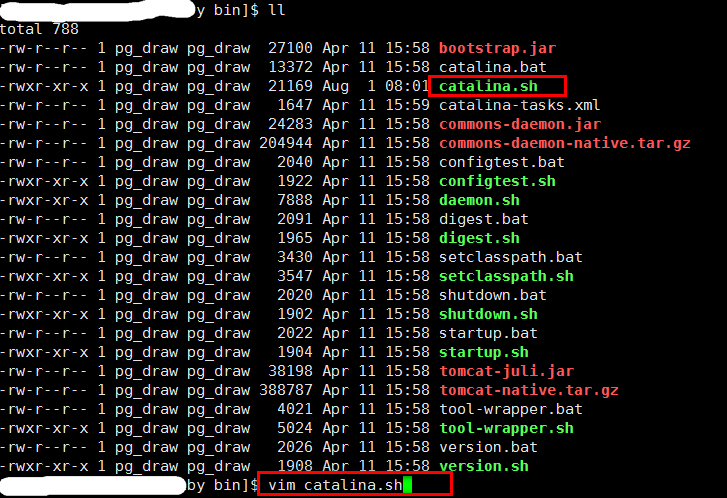 by bin]$ ll
total 788
-rw-r--r-- 1 pg_draw pg_draw  27100 Apr 11 15:58 bootstrap.jar
-rw-r--r-- 1 pg_draw pg_draw  13372 Apr 11 15:58 catalina.bat
-rwxr-xr-x 1 pg_draw pg_draw  21169 Aug  1 08:01 catalina.sh
-rw-r--r-- 1 pg_draw pg_draw   1647 Apr 11 15:59 catalina-tasks.xml
-rw-r--r-- 1 pg_draw pg_draw  24283 Apr 11 15:58 commons-daemon.jar
-rw-r--r-- 1 pg_draw pg_draw 204944 Apr 11 15:58 commons-daemon-native.tar.gz
-rw-r--r-- 1 pg_draw pg_draw   2040 Apr 11 15:58 configtest.bat
-rwxr-xr-x 1 pg_draw pg_draw   1922 Apr 11 15:58 configtest.sh
-rwxr-xr-x 1 pg_draw pg_draw   7888 Apr 11 15:58 daemon.sh
-rw-r--r-- 1 pg_draw pg_draw   2091 Apr 11 15:58 digest.bat
-rwxr-xr-x 1 pg_draw pg_draw   1965 Apr 11 15:58 digest.sh
-rw-r--r-- 1 pg_draw pg_draw   3430 Apr 11 15:58 setclasspath.bat
-rwxr-xr-x 1 pg_draw pg_draw   3547 Apr 11 15:58 setclasspath.sh
-rw-r--r-- 1 pg_draw pg_draw   2020 Apr 11 15:58 shutdown.bat
-rwxr-xr-x 1 pg_draw pg_draw   1902 Apr 11 15:58 shutdown.sh
-rw-r--r-- 1 pg_draw pg_draw   2022 Apr 11 15:58 startup.bat
-rwxr-xr-x 1 pg_draw pg_draw   1904 Apr 11 15:58 startup.sh
-rw-r--r-- 1 pg_draw pg_draw  38198 Apr 11 15:58 tomcat-juli.jar
-rw-r--r-- 1 pg_draw pg_draw 388787 Apr 11 15:58 tomcat-native.tar.gz
-rw-r--r-- 1 pg_draw pg_draw   4021 Apr 11 15:58 tool-wrapper.bat
-rwxr-xr-x 1 pg_draw pg_draw   5024 Apr 11 15:58 tool-wrapper.sh
-rw-r--r-- 1 pg_draw pg_draw   2026 Apr 11 15:58 version.bat
-rwxr-xr-x 1 pg_draw pg_draw   1908 Apr 11 15:58 version.sh
by bin]$ vim catalina.sh